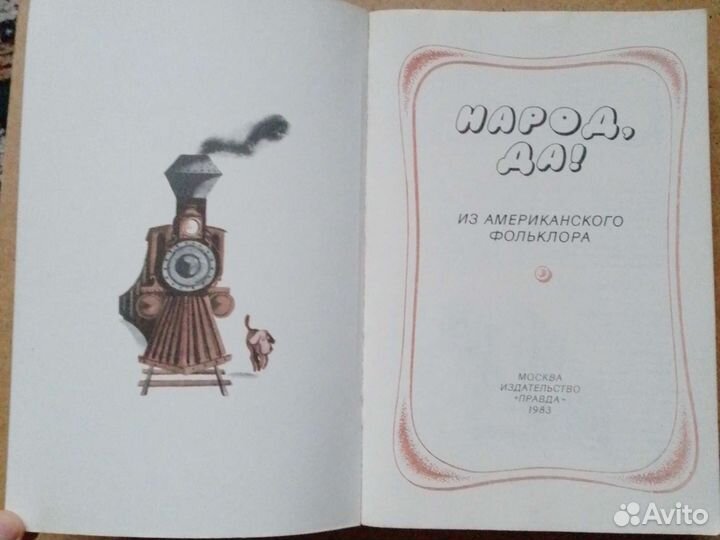 НАРОД,
ДА!
ИЗ АМЕРИКАНСКОГО
ФОЛЬКЛОРА
МОСКВА
ИЗДАТЕЛЬСТВО
«ПРАВДА»
1983
Avito